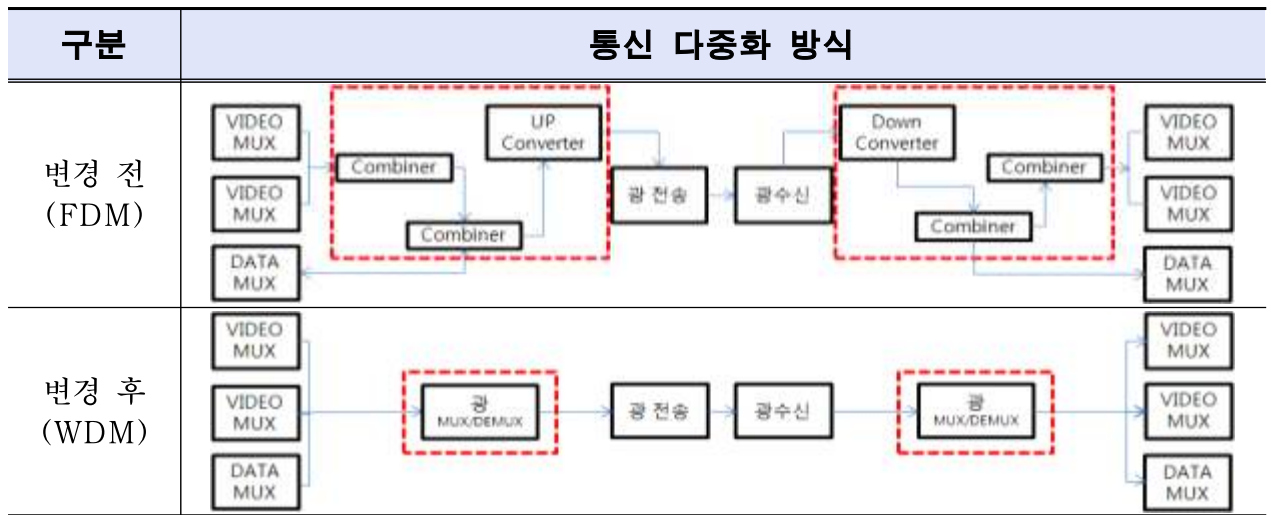 구분
통신 다중화 방식
변경 전
(FDM)
VIDEO
MUX
VIDEO
MUX
DATA
MUX
Combiner
Combiner
UP
Converter
광 전송
광수신
Down
Converter
Combiner
Combiner
VIDEO
MUX
VIDEO
MUX
DATA
MUX
변경 후
(WDM)
VIDEO
MUX
VIDEO
MUX
DATA
MUX
광
MUX/DEMUX
광 전송
광수신
광
MUX/DEMUX
VIDEO
MUX
VIDEO
MUX
DATA
MUX